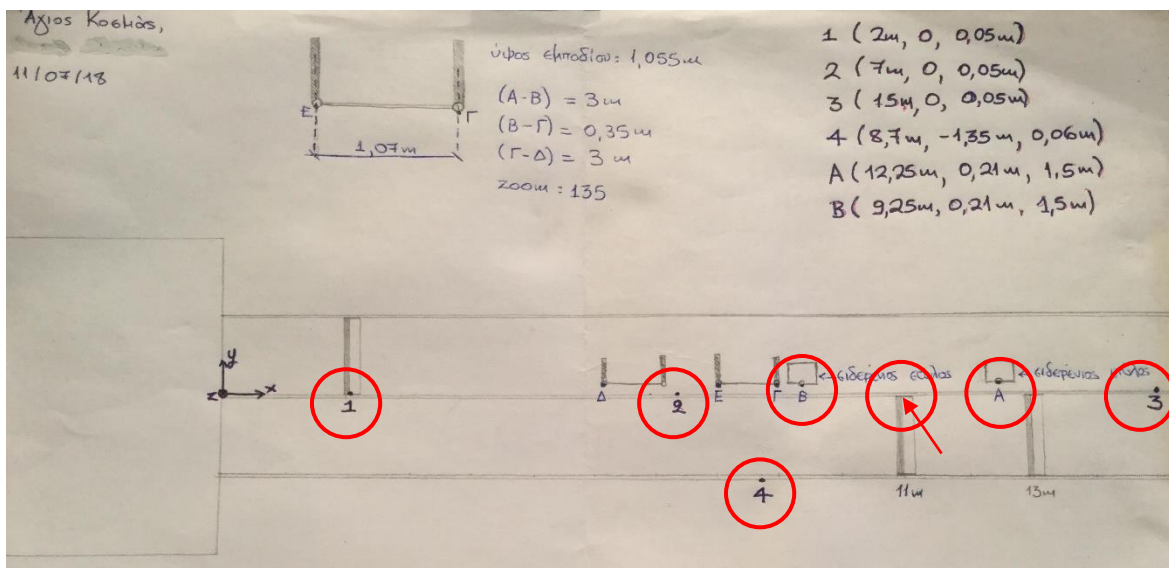 Άγιος Κοσμάς,
11/07/18
Ε
Γ
1,07m
ύψος εμποδίου: 1,055m
(Α-Β) = 3m
(Β-Γ) = 0,35m
(Γ-Δ) = 3m
zoom: 135
1 (2m, 0, 0,05m)
2 (7m, 0, 0,05m)
3 (15m, 0, 0,05m)
4 (8,7m, -1,35m, 0,06m)
Α (12,25m, 0,21m, 1,5m)
Β (9,25m, 0,21m, 1,5m)
y
z x
1
Δ 2 Ε Γ Β σιδερένιος στύλος Α σιδερένιος στύλος 3
4
11m 13m